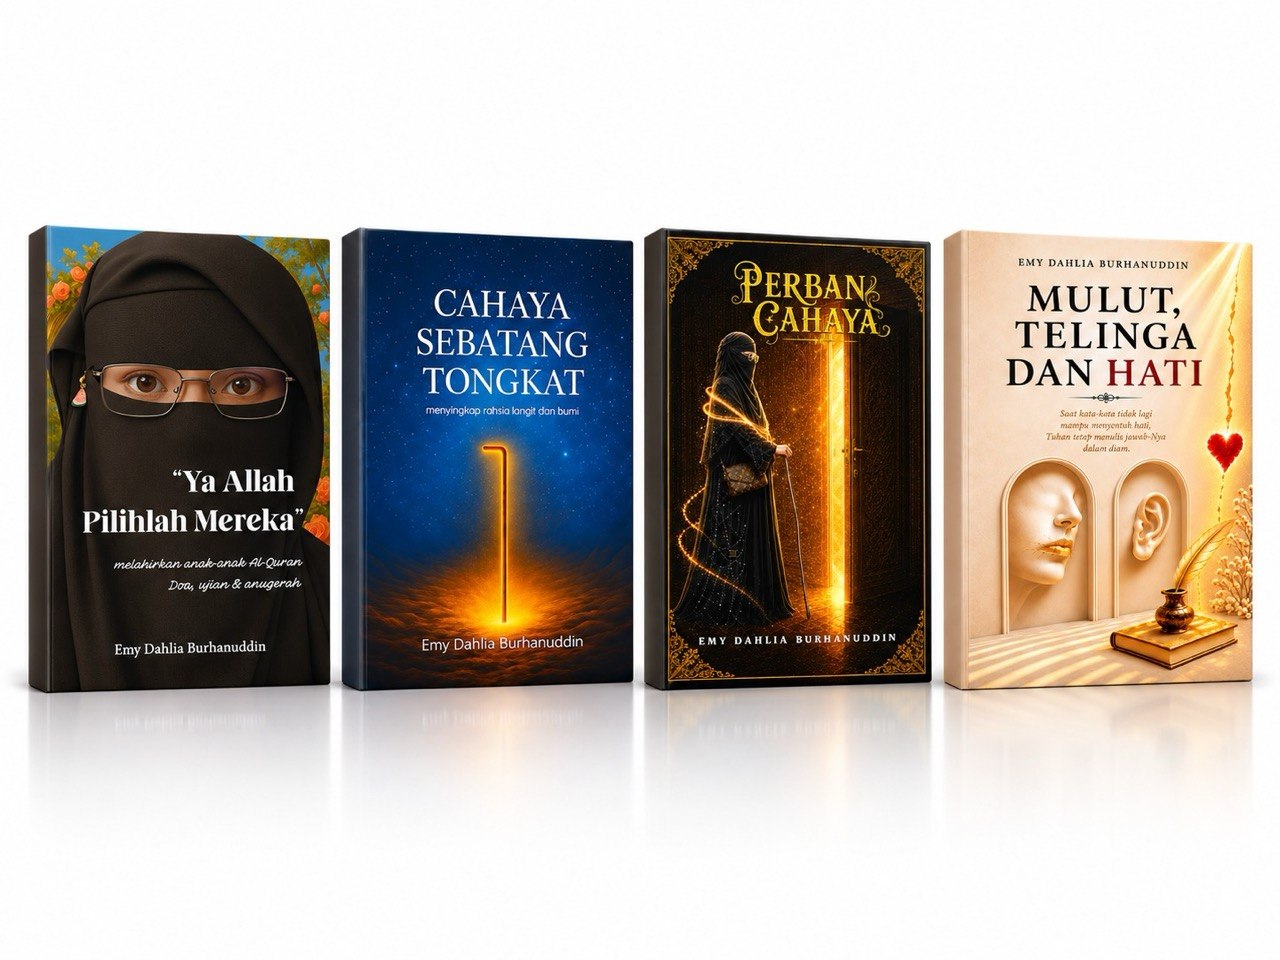 “Ya Allah
Pilihlah Mereka”
melahirkan anak-anak Al-Quran
Doa, ujian & anugerah
Emy Dahlia Burhanuddin
CAHAYA
SEBATANG
TONGKAT
menyingkap rahsia langit dan bumi
Emy Dahlia Burhanuddin
PERBAN
CAHAYA
EMY DAHLIA BURHANUDDIN
EMY DAHLIA BURHANUDDIN
MULUT,
TELINGA
DAN HATI
Saat kata-kata tidak lagi
mampu menyentuh hati,
Tuhan tetap menulis jawab-Nya
dalam diam.